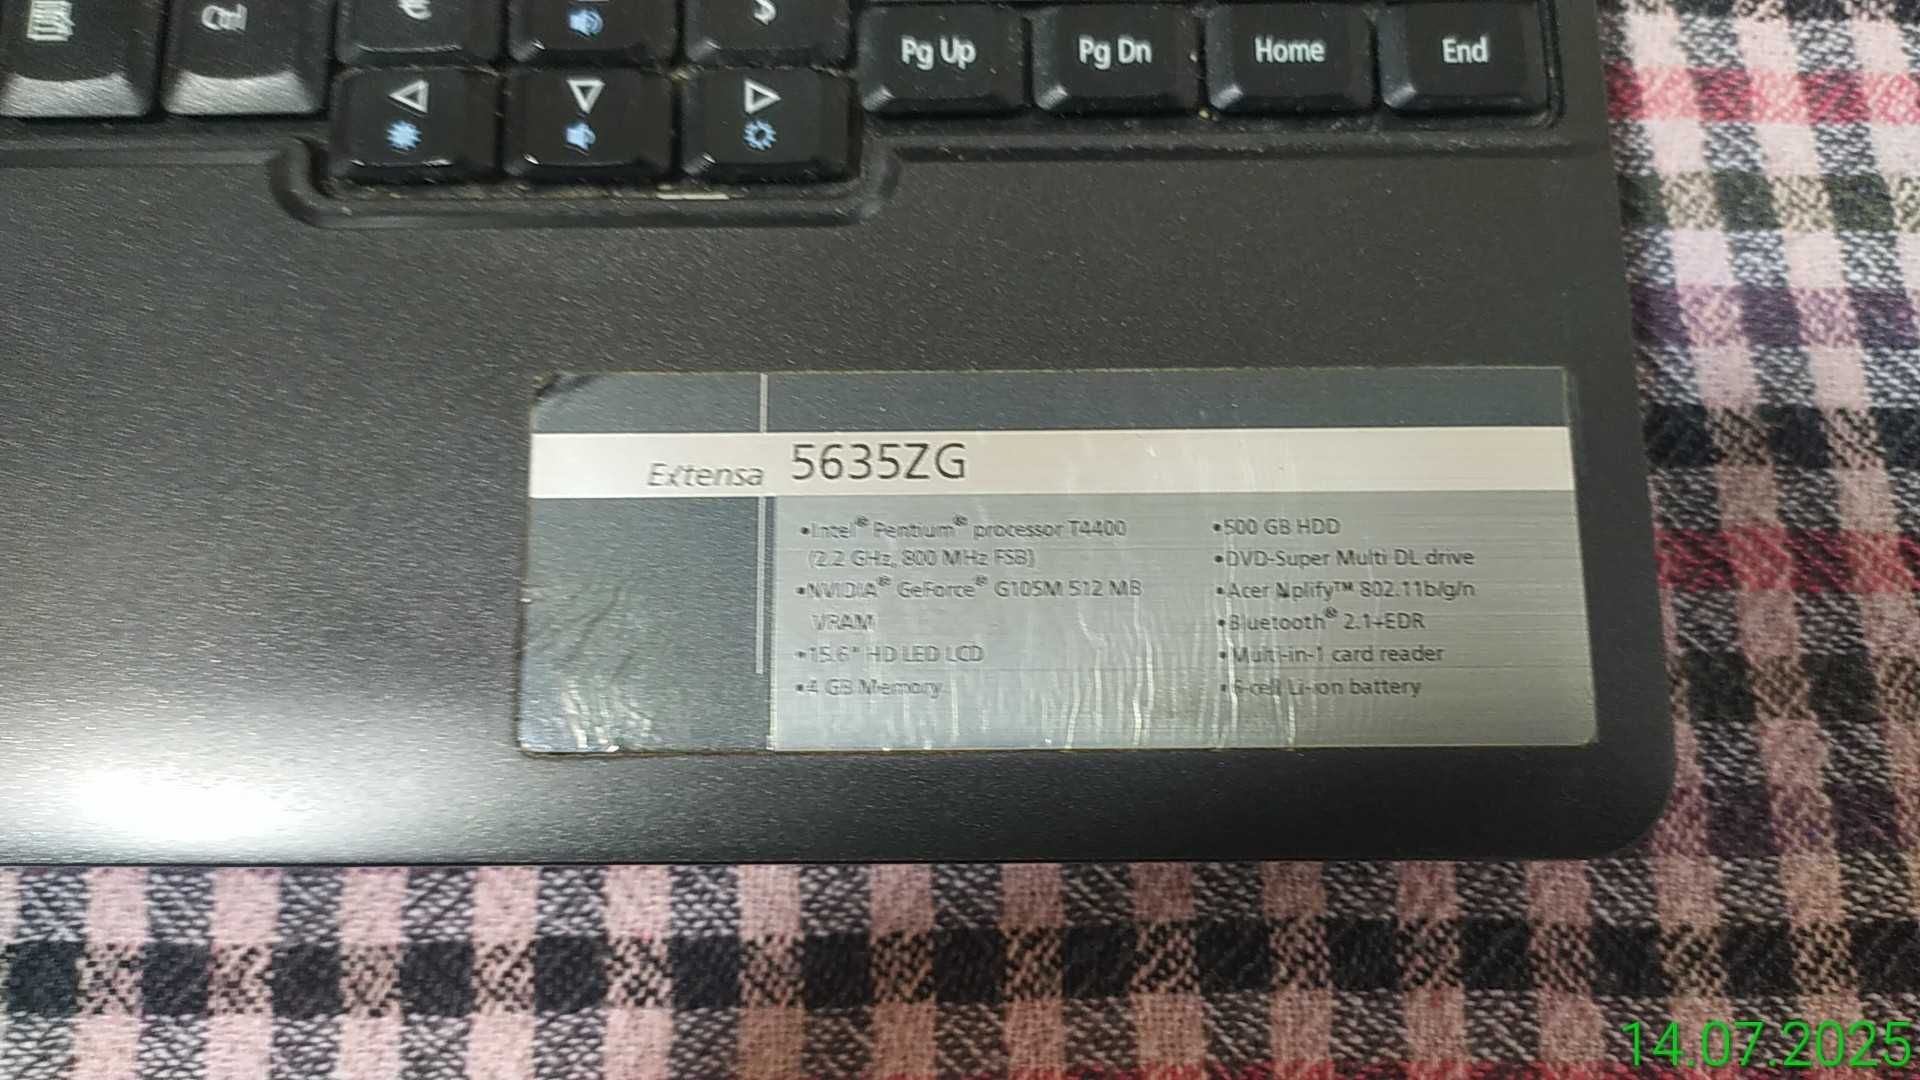 Ctrl
€
$
Pg Up
Pg Dn
Home
End
Extensa 5635ZG
•Intel® Pentium® processor T4400
(2.2 GHz, 800 MHz FSB)
•NVIDIA® GeForce® G105M 512 MB
VRAM
•15.6" HD LED LCD
•4 GB Memory
•500 GB HDD
•DVD-Super Multi DL drive
•Acer Nplify™ 802.11b/g/n
•Bluetooth® 2.1+EDR
•Multi-in-1 card reader
•6-cell Li-ion battery
14.07.2025